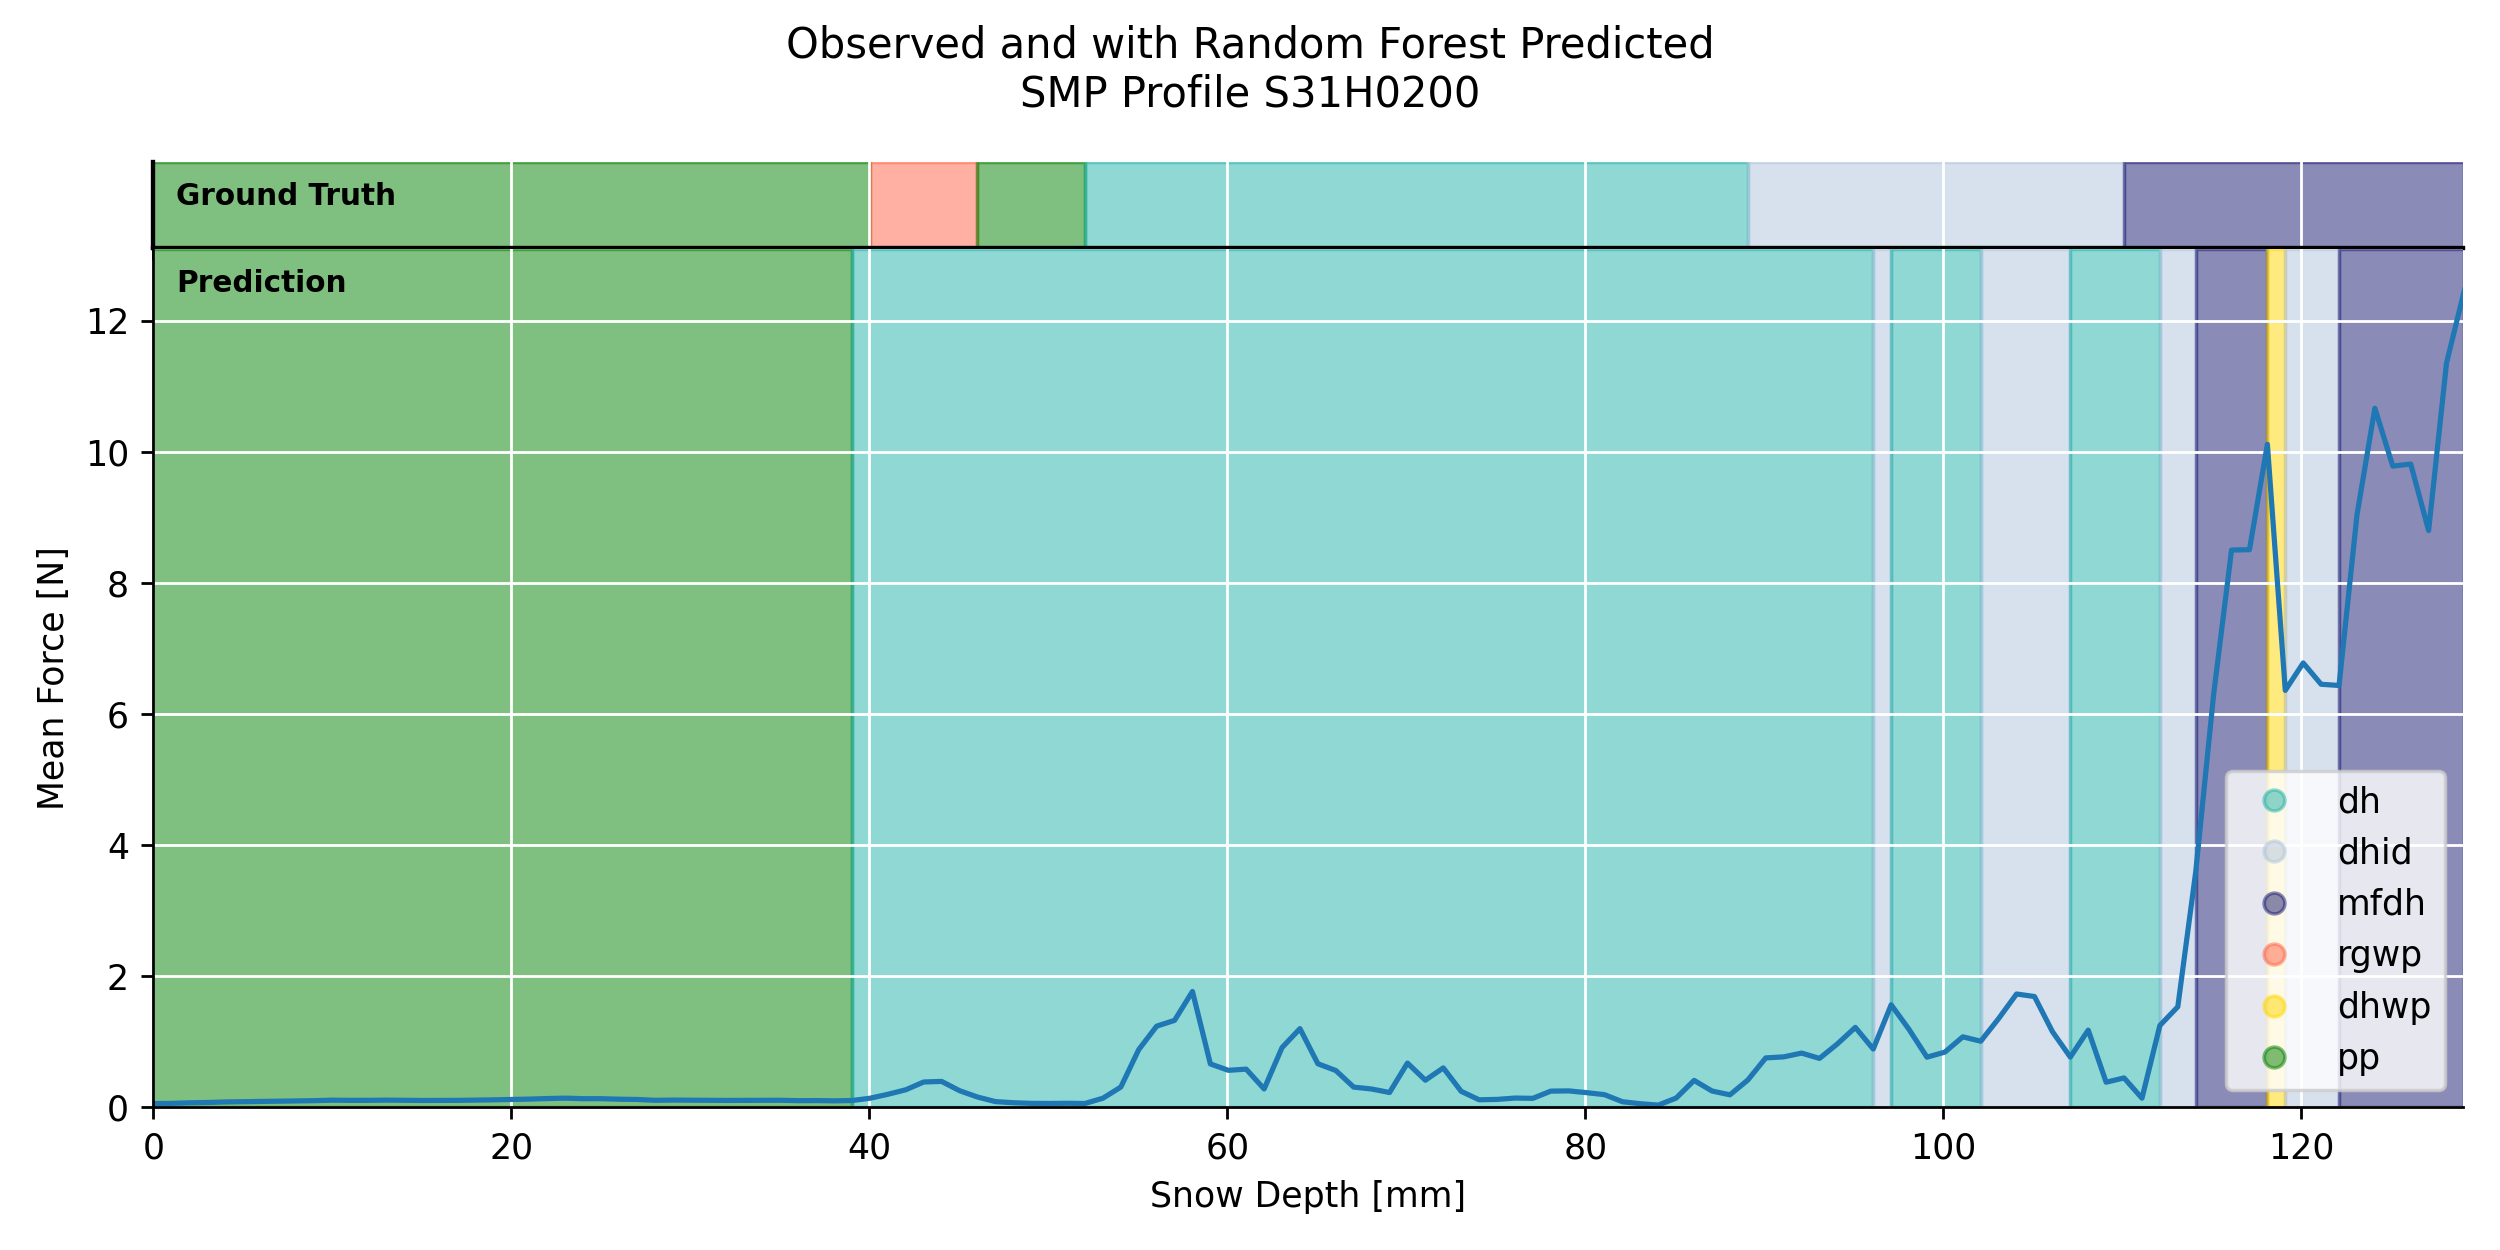 Observed and with Random Forest Predicted
SMP Profile S31H0200
Ground Truth
Prediction
12
10
8
6
4
2
0
Mean Force [N]
dh
dhid
mfdh
rgwp
dhwp
pp
0 20 40 60 80 100 120
Snow Depth [mm]